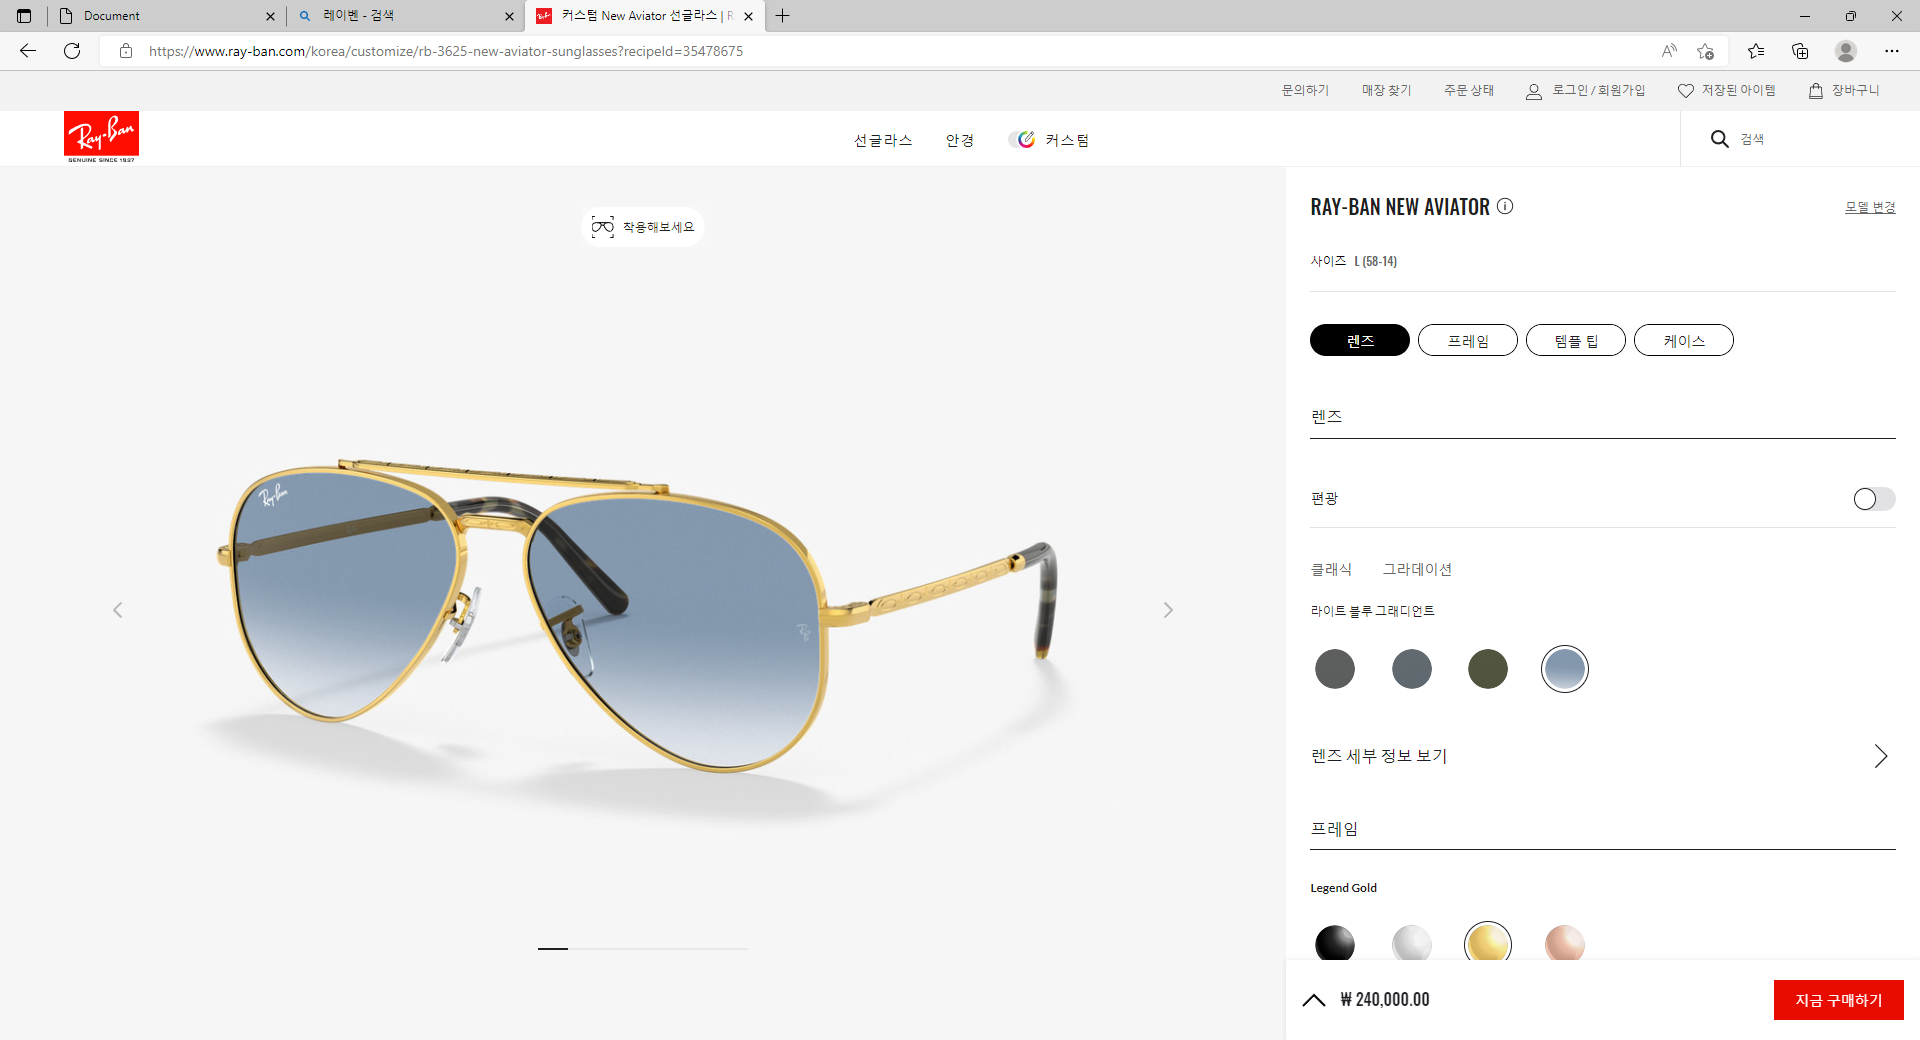 Document
레이벤 - 검색
커스텀 New Aviator 선글라스 | R
https://www.ray-ban.com/korea/customize/rb-3625-new-aviator-sunglasses?recipeId=35478675
문의하기
매장 찾기
주문 상태
로그인 / 회원가입
저장된 아이템
장바구니
Ray-Ban
GENUINE SINCE 1937
선글라스
안경
커스텀
검색
착용해보세요
Ray-Ban
RAY-BAN NEW AVIATOR
모델 변경
사이즈 L (58-14)
렌즈
프레임
템플 팁
케이스
렌즈
편광
클래식
그라데이션
라이트 블루 그래디언트
렌즈 세부 정보 보기
프레임
Legend Gold
₩ 240,000.00
지금 구매하기